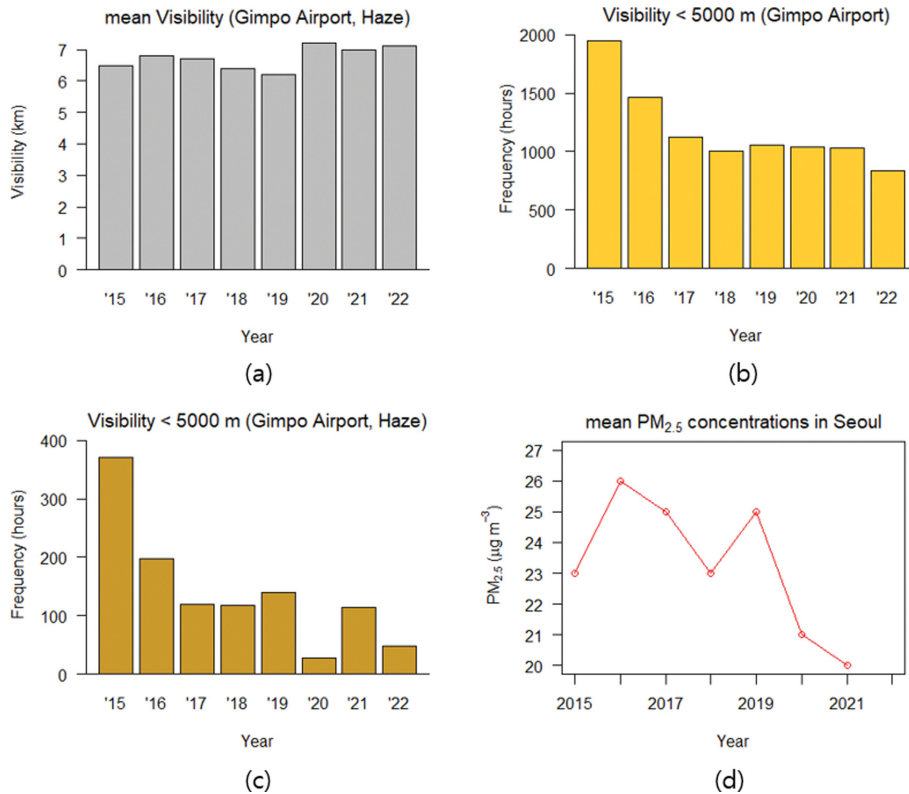 mean Visibility (Gimpo Airport, Haze)
Visibility (km)
7
6
5
4
3
2
1
0
'15 '16 '17 '18 '19 '20 '21 '22
Year
(a)
Visibility < 5000 m (Gimpo Airport)
Frequency (hours)
2000
1500
1000
500
0
'15 '16 '17 '18 '19 '20 '21 '22
Year
(b)
Visibility < 5000 m (Gimpo Airport, Haze)
Frequency (hours)
400
300
200
100
0
'15 '16 '17 '18 '19 '20 '21 '22
Year
(c)
mean PM₂.₅ concentrations in Seoul
PM₂.₅ (μg m⁻³)
27
26
25
24
23
22
21
20
2015 2017 2019 2021
Year
(d)